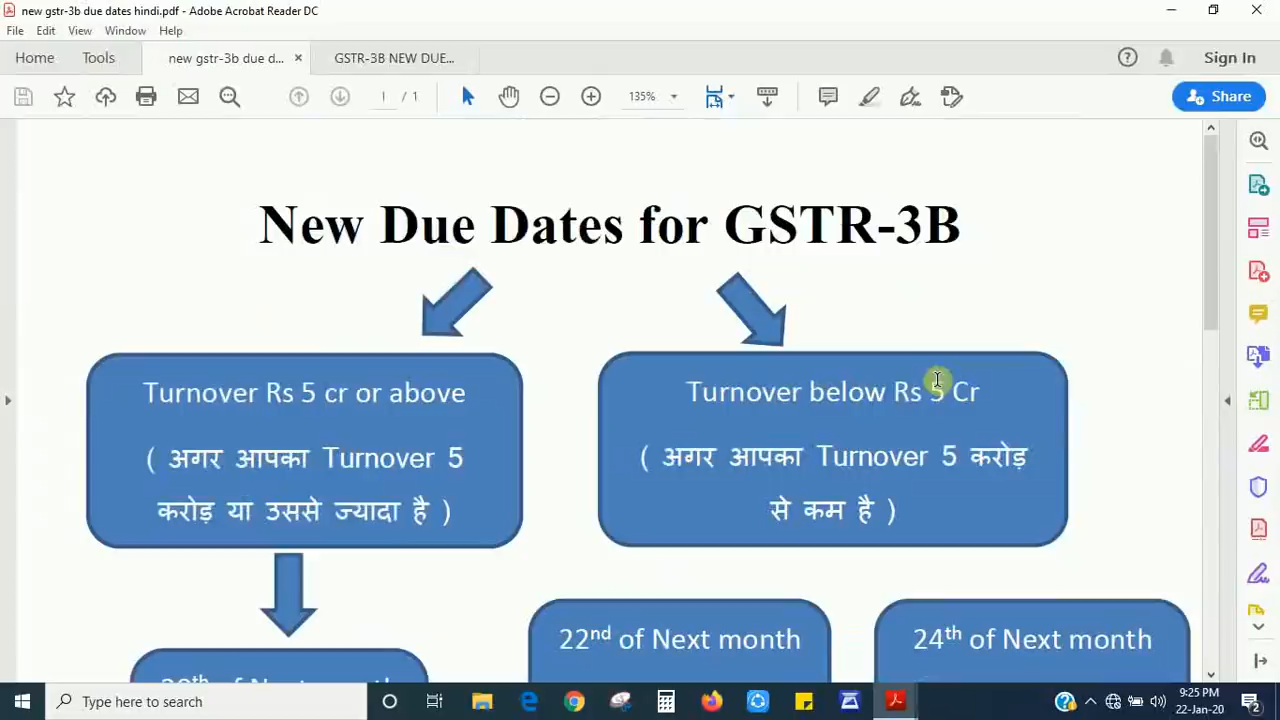 new gstr-3b due dates hindi.pdf - Adobe Acrobat Reader DC
File Edit View Window Help
Home Tools new gstr-3b due d... × GSTR-3B NEW DUE... Sign In
1 / 1 135% Share
New Due Dates for GSTR-3B
Turnover Rs 5 cr or above
( अगर आपका Turnover 5
करोड़ या उससे ज्यादा है )
Turnover below Rs 5 Cr
( अगर आपका Turnover 5 करोड़
से कम है )
22nd of Next month
24th of Next month
Type here to search
9:25 PM
22-Jan-20
2